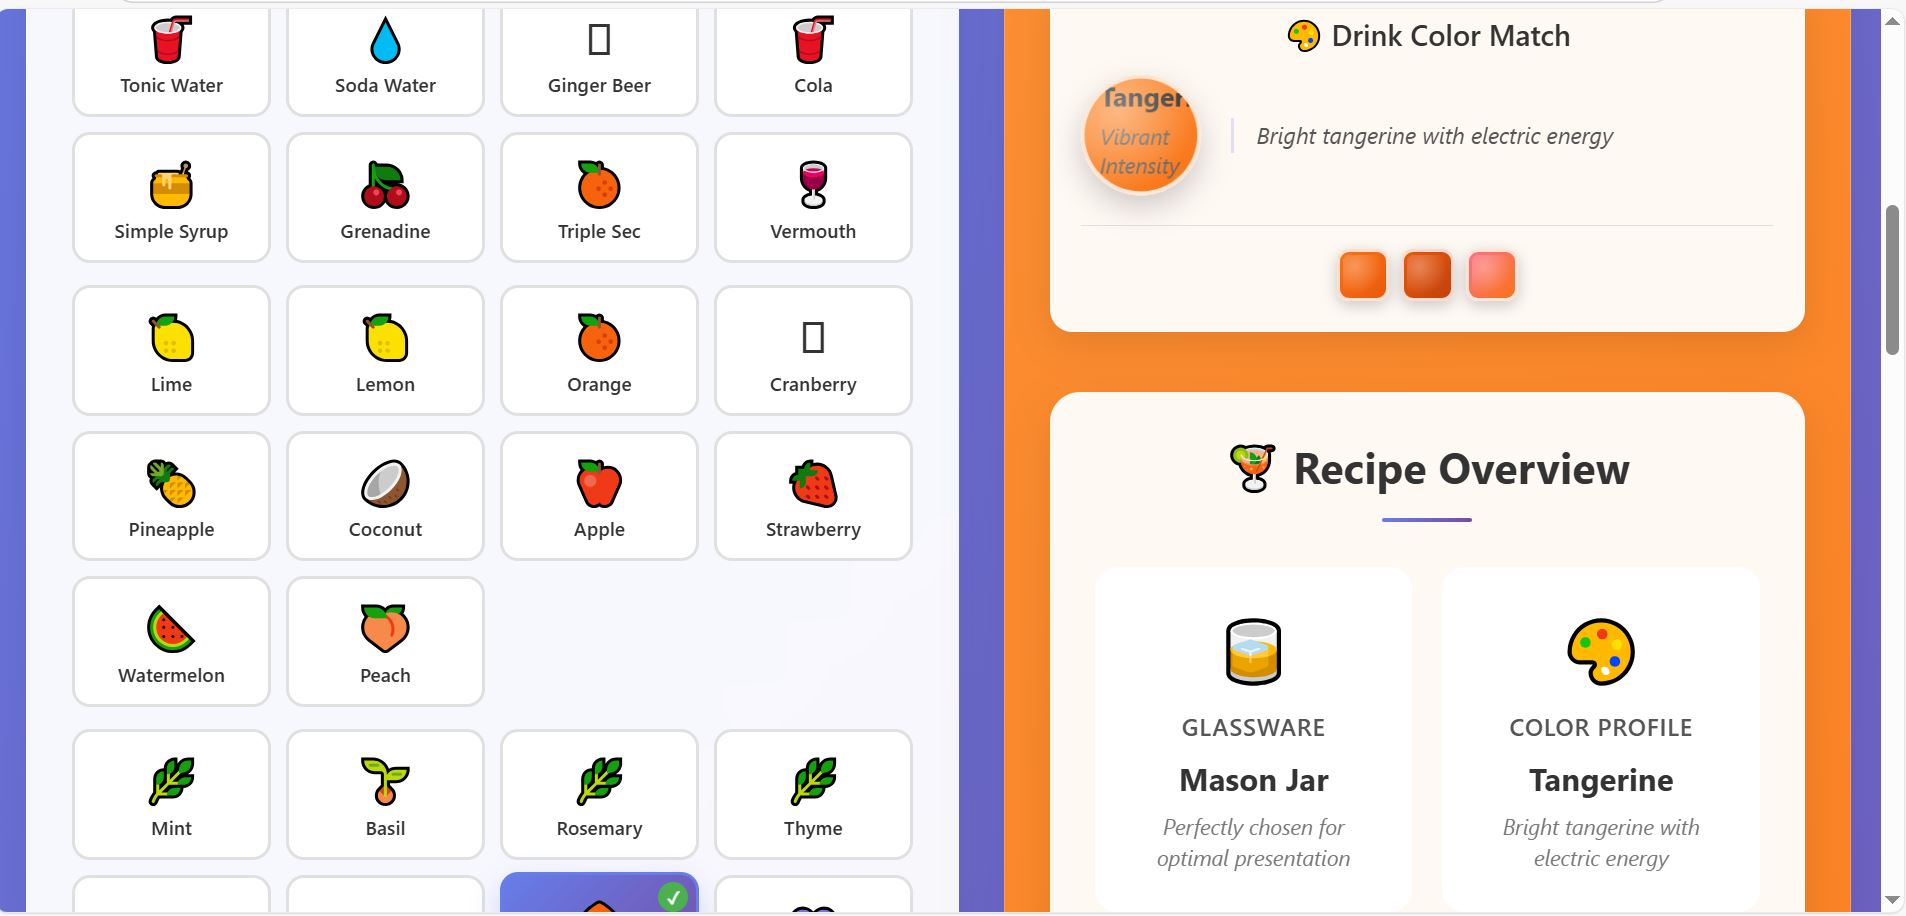 Tonic Water
Soda Water
Ginger Beer
Cola
Simple Syrup
Grenadine
Triple Sec
Vermouth
Lime
Lemon
Orange
Cranberry
Pineapple
Coconut
Apple
Strawberry
Watermelon
Peach
Mint
Basil
Rosemary
Thyme
Drink Color Match
Vibrant
Intensity
Bright tangerine with electric energy
Recipe Overview
GLASSWARE
Mason Jar
Perfectly chosen for
optimal presentation
COLOR PROFILE
Tangerine
Bright tangerine with
electric energy